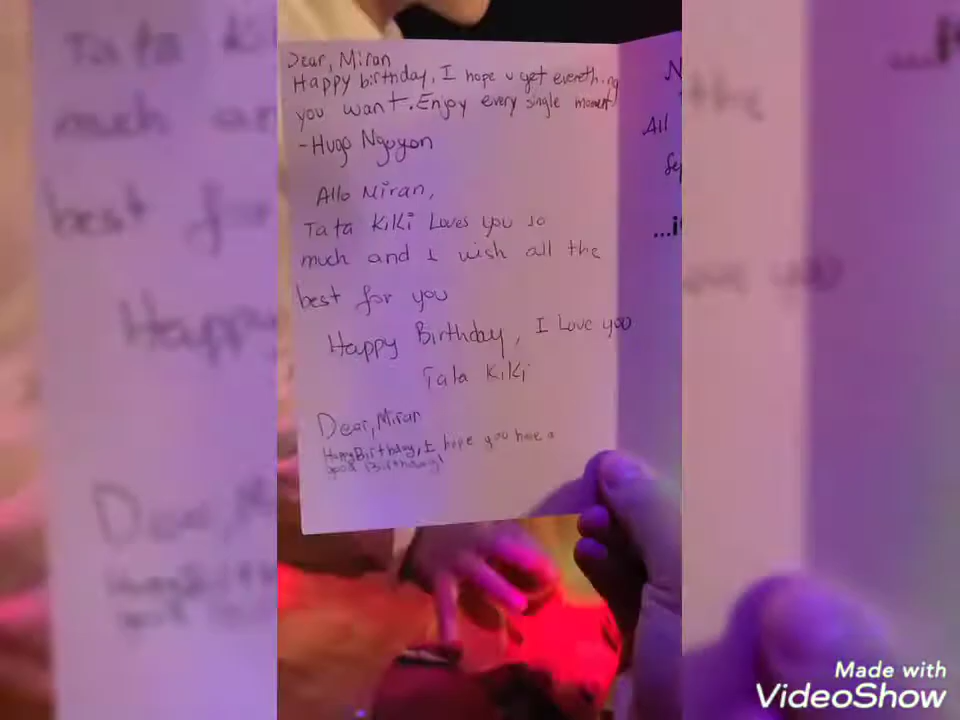 Dear, Miran
Happy birthday, I hope u get everething
you want. Enjoy every single moment
-Hugo Nguyen
Allo Miran,
Tata KiKi Loves you so
much and I wish all the
best for you
Happy Birthday, I Love you
Tata KiKi
Dear, Miran
Happy Birthday, I hope you have a
good Birthday!
All
...i
Made with
VideoShow